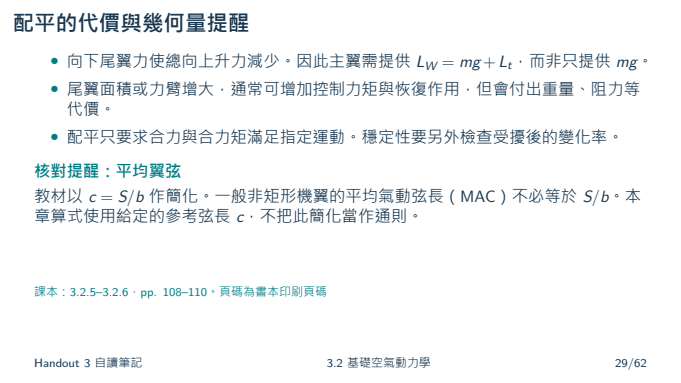 配平的代價與幾何量提醒
• 向下尾翼力使總向上升力減少。因此主翼需提供 L_W = mg + L_t，而非只提供 mg。
• 尾翼面積或力臂增大，通常可增加控制力矩與恢復作用，但會付出重量、阻力等
代價。
• 配平只要求合力與合力矩滿足指定運動。穩定性要另外檢查受擾後的變化率。
核對提醒：平均翼弦
教材以 c = S/b 作簡化。一般非矩形機翼的平均氣動弦長（MAC）不必等於 S/b。本
章算式使用給定的參考弦長 c，不把此簡化當作通則。
課本：3.2.5–3.2.6，pp. 108–110。頁碼為書本印刷頁碼
Handout 3 自讀筆記 3.2 基礎空氣動力學 29/62